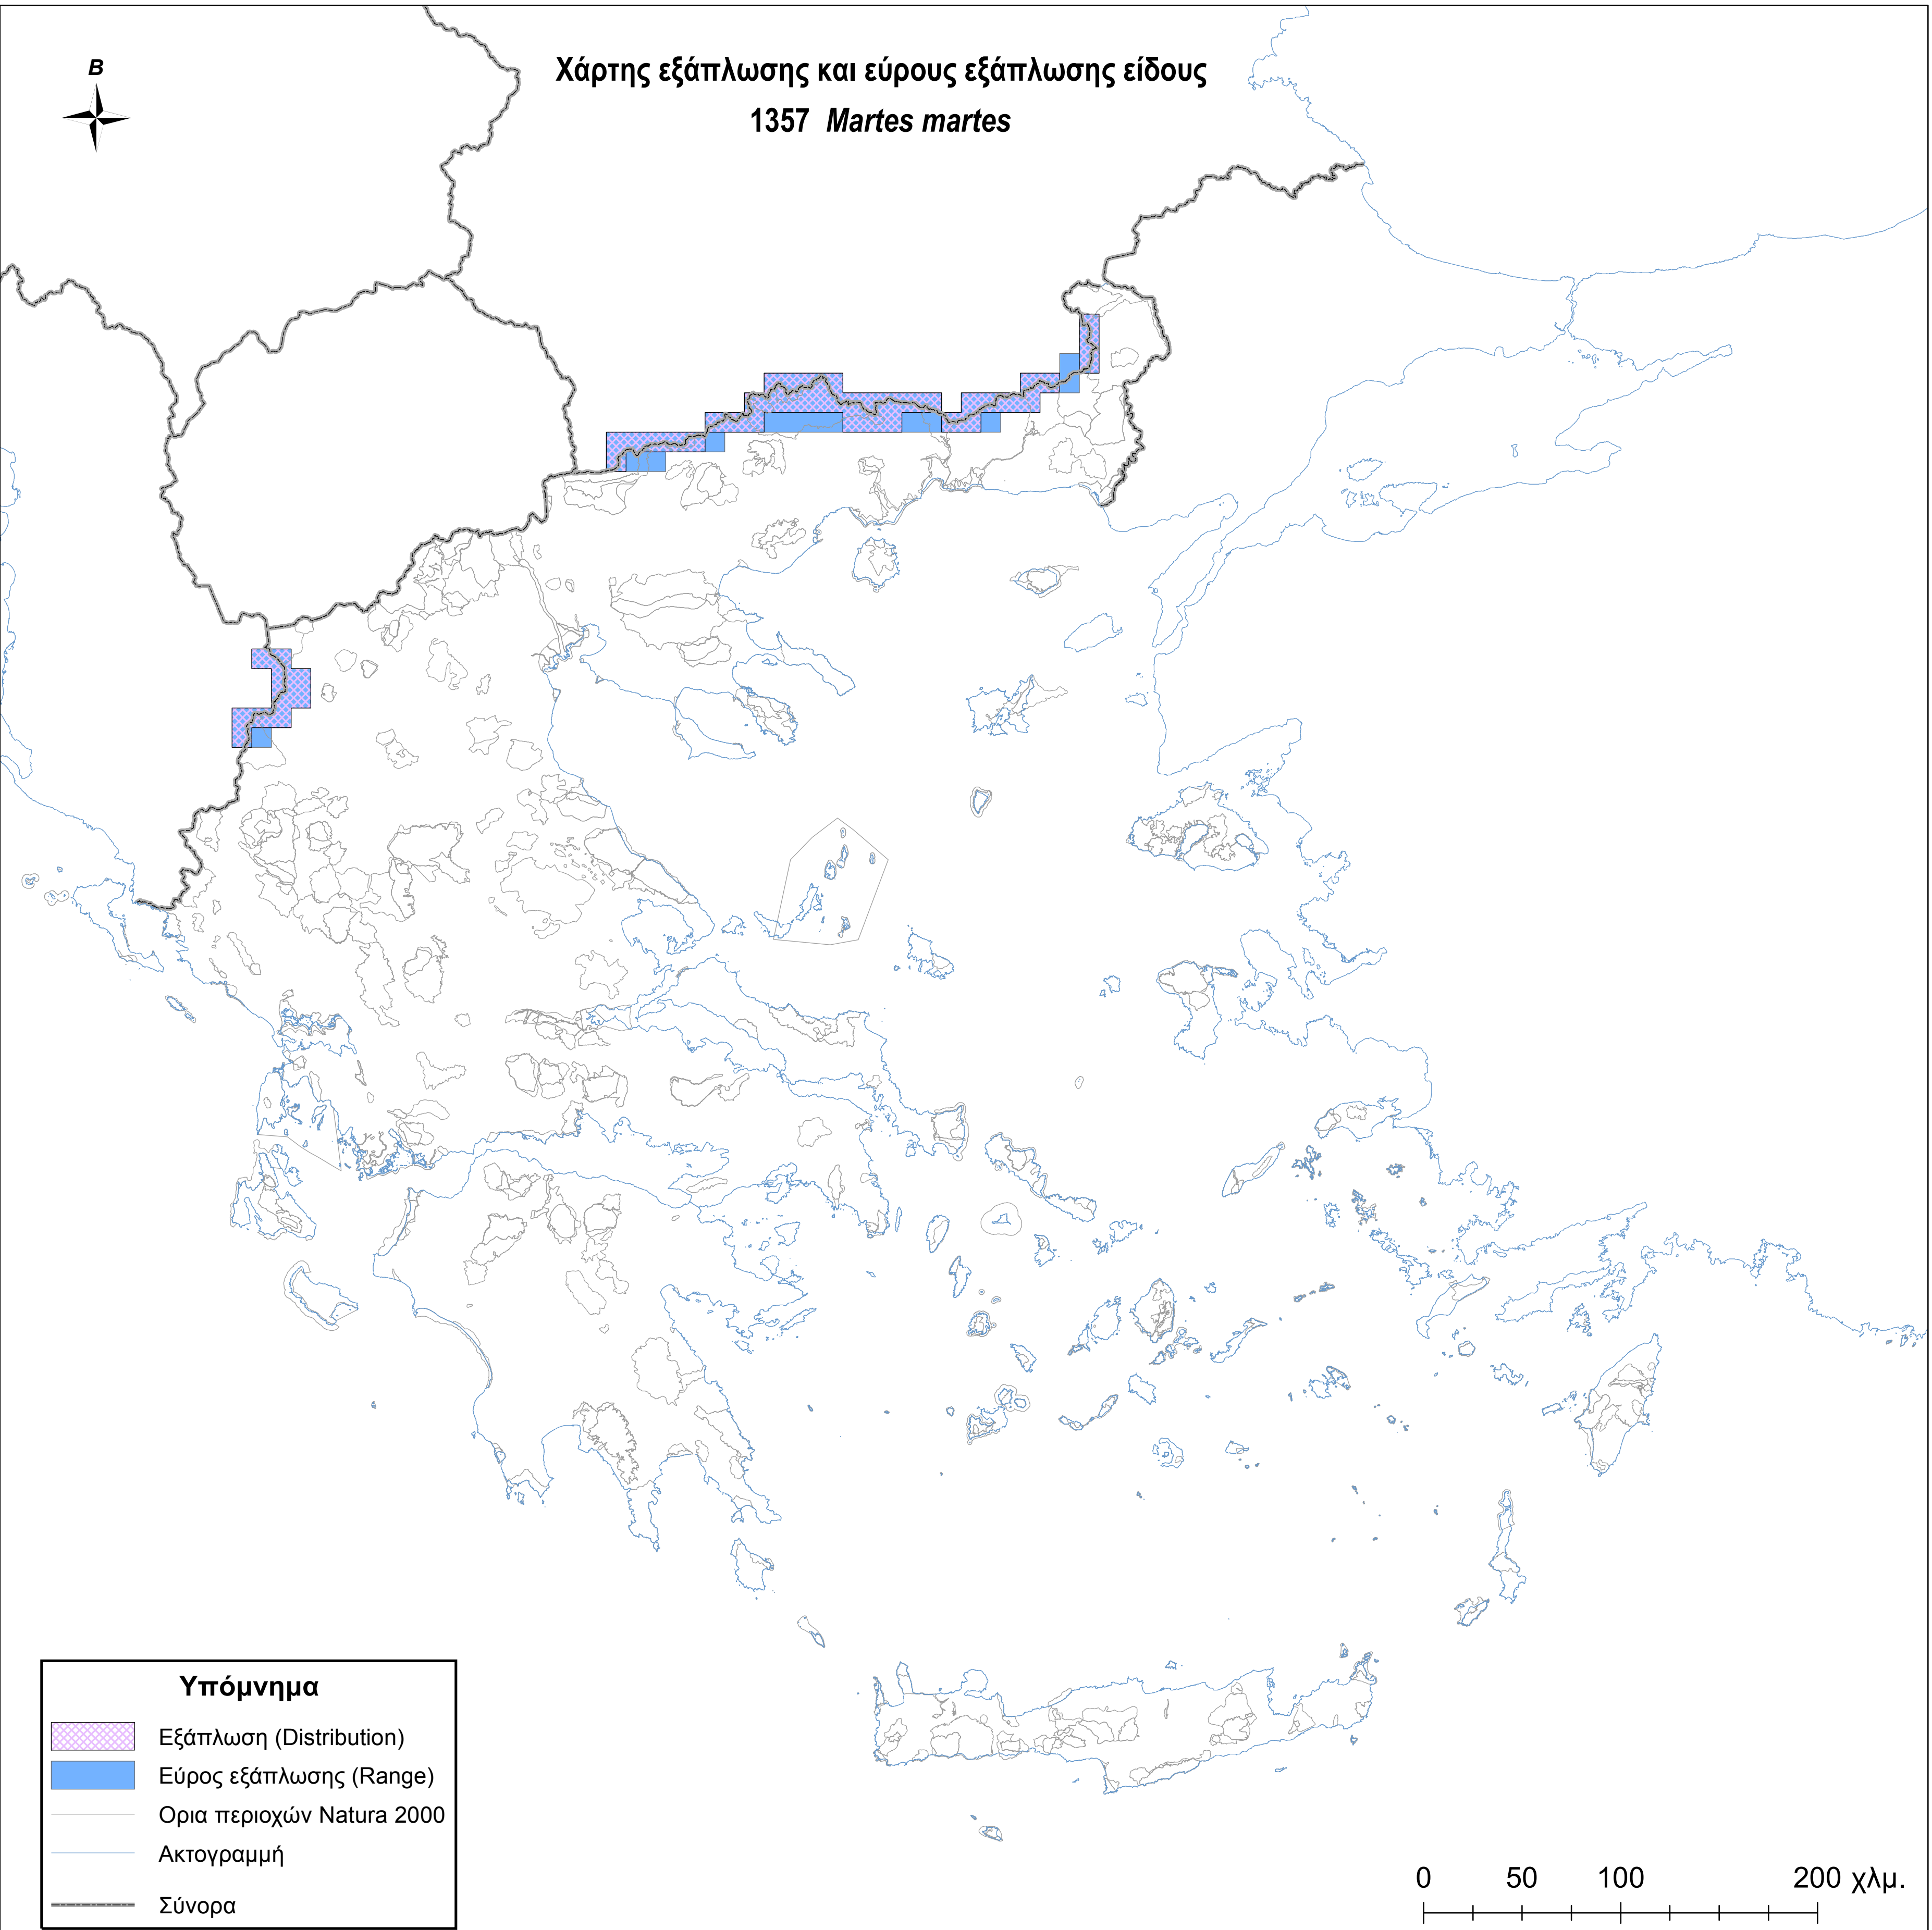 Β
Χάρτης εξάπλωσης και εύρους εξάπλωσης είδους
1357 Martes martes
Υπόμνημα
Εξάπλωση (Distribution)
Εύρος εξάπλωσης (Range)
Ορια περιοχών Natura 2000
Ακτογραμμή
Σύνορα
0 50 100 200 χλμ.